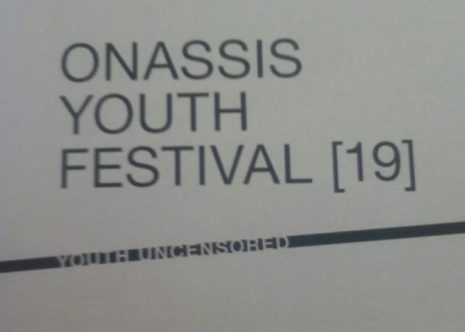 ONASSIS
YOUTH
FESTIVAL [19]
YOUTH UNCENSORED